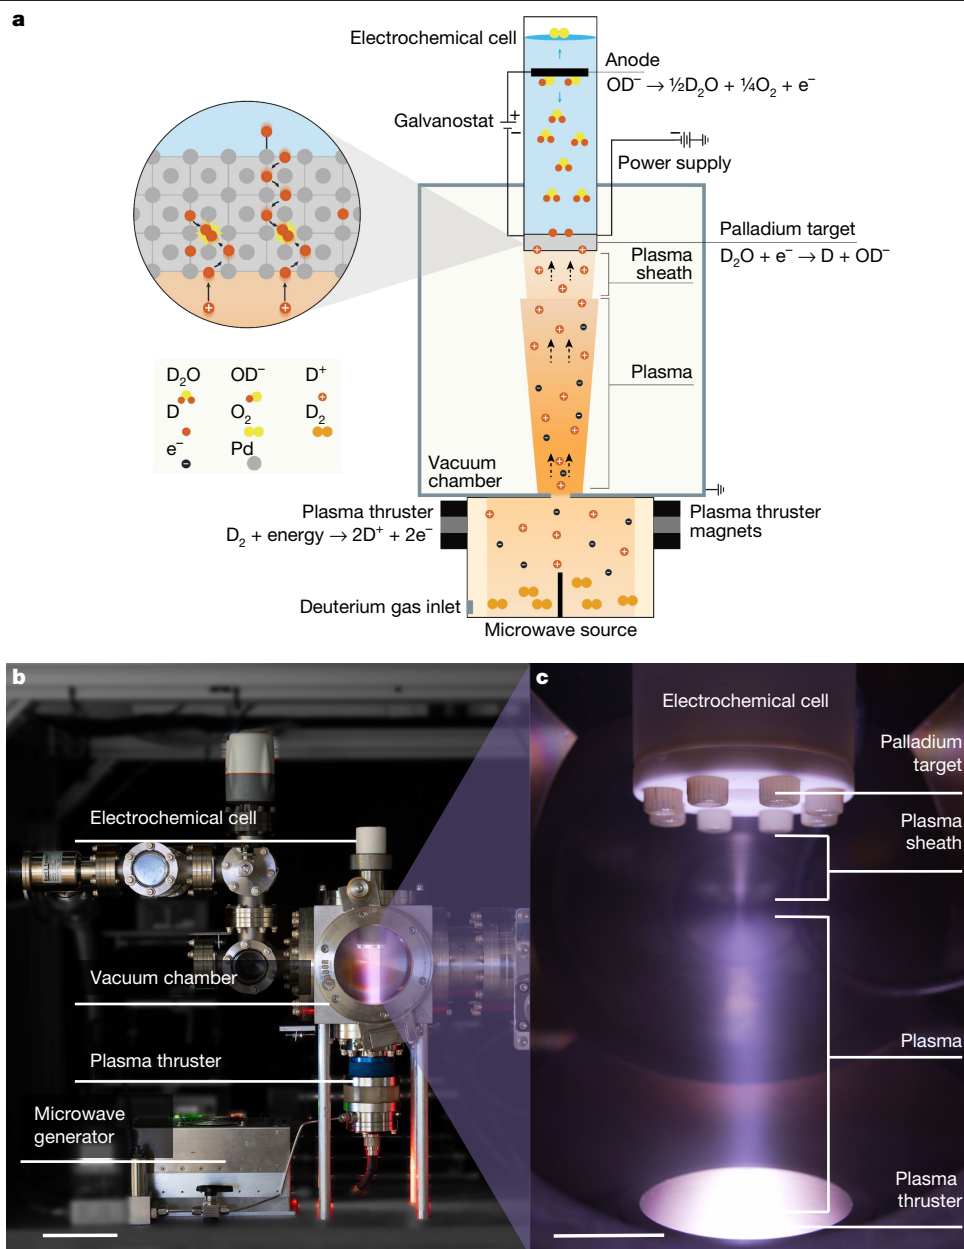 a
Electrochemical cell
Anode
OD⁻ → ½D₂O + ¼O₂ + e⁻
Galvanostat
+
−
−
Power supply
Palladium target
D₂O + e⁻ → D + OD⁻
Plasma
sheath
Plasma
D₂O
OD⁻
D⁺
D
O₂
D₂
e⁻
Pd
Vacuum
chamber
Plasma thruster
D₂ + energy → 2D⁺ + 2e⁻
Plasma thruster
magnets
Deuterium gas inlet
Microwave source
b
Electrochemical cell
Vacuum chamber
Plasma thruster
Microwave
generator
c
Electrochemical cell
Palladium
target
Plasma
sheath
Plasma
Plasma
thruster